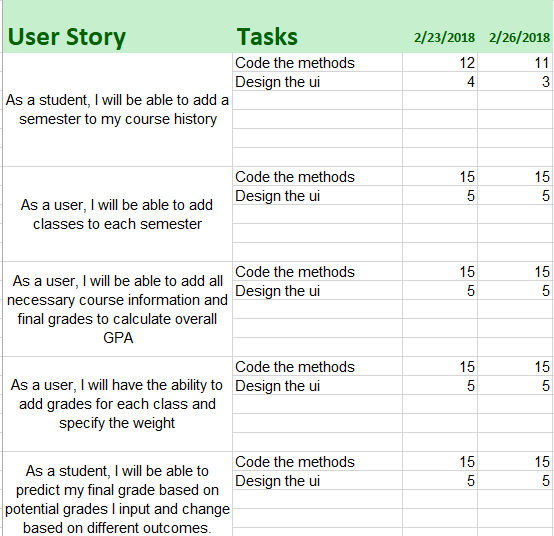 User Story Tasks 2/23/2018 2/26/2018
Code the methods 12 11
Design the ui 4 3
As a student, I will be able to add a
semester to my course history
Code the methods 15 15
Design the ui 5 5
As a user, I will be able to add
classes to each semester
Code the methods 15 15
Design the ui 5 5
As a user, I will be able to add all
necessary course information and
final grades to calculate overall
GPA
Code the methods 15 15
Design the ui 5 5
As a user, I will have the ability to
add grades for each class and
specify the weight
Code the methods 15 15
Design the ui 5 5
As a student, I will be able to
predict my final grade based on
potential grades I input and change
based on different outcomes.